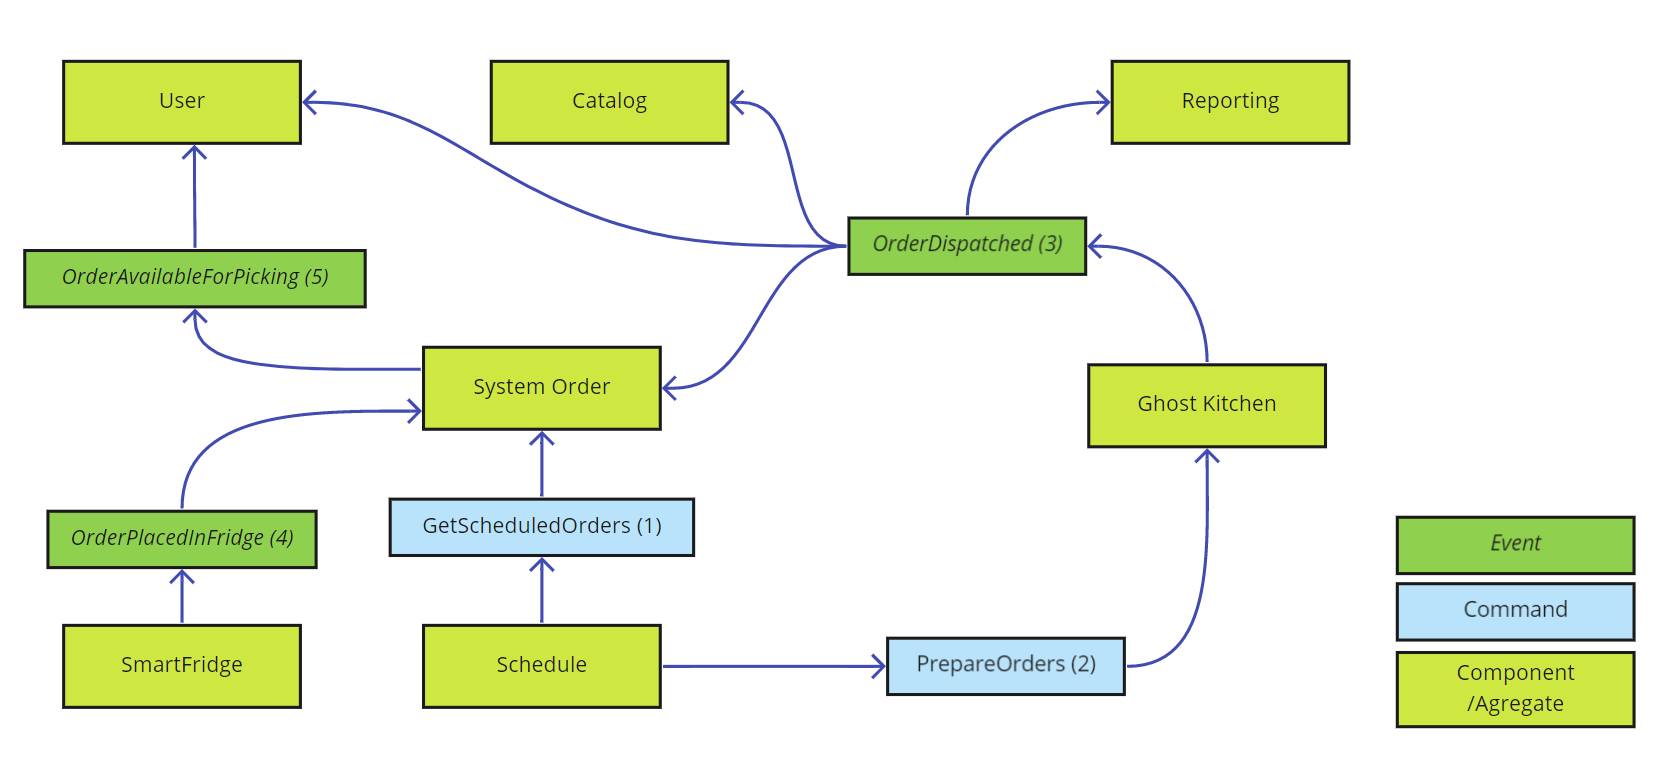 User
Catalog
Reporting
OrderDispatched (3)
OrderAvailableForPicking (5)
System Order
Ghost Kitchen
GetScheduledOrders (1)
OrderPlacedInFridge (4)
Event
Command
SmartFridge
Schedule
PrepareOrders (2)
Component
/Agregate